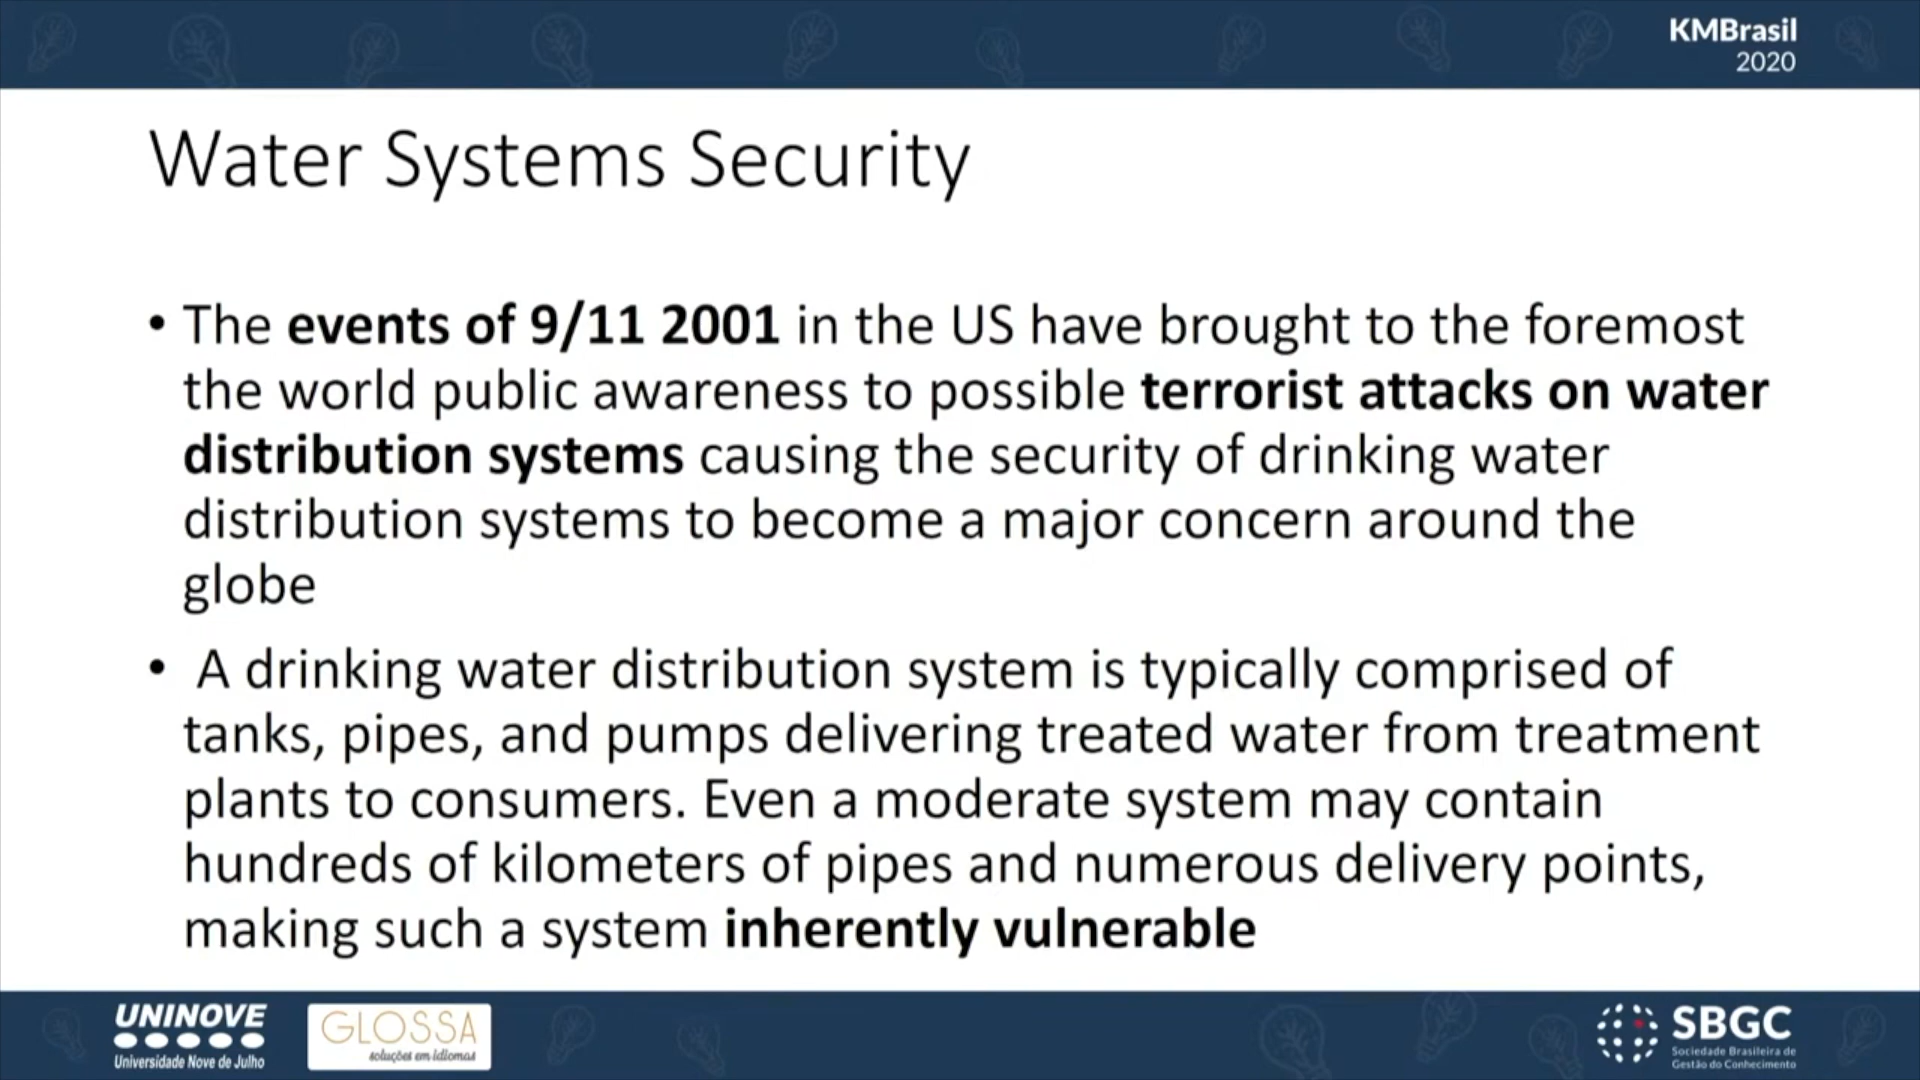 KMBrasil
2020
Water Systems Security
• The events of 9/11 2001 in the US have brought to the foremost
the world public awareness to possible terrorist attacks on water
distribution systems causing the security of drinking water
distribution systems to become a major concern around the
globe
• A drinking water distribution system is typically comprised of
tanks, pipes, and pumps delivering treated water from treatment
plants to consumers. Even a moderate system may contain
hundreds of kilometers of pipes and numerous delivery points,
making such a system inherently vulnerable
UNINOVE
Universidade Nove de Julho
GLOSSA
soluções em idiomas
SBGC
Sociedade Brasileira de
Gestão do Conhecimento